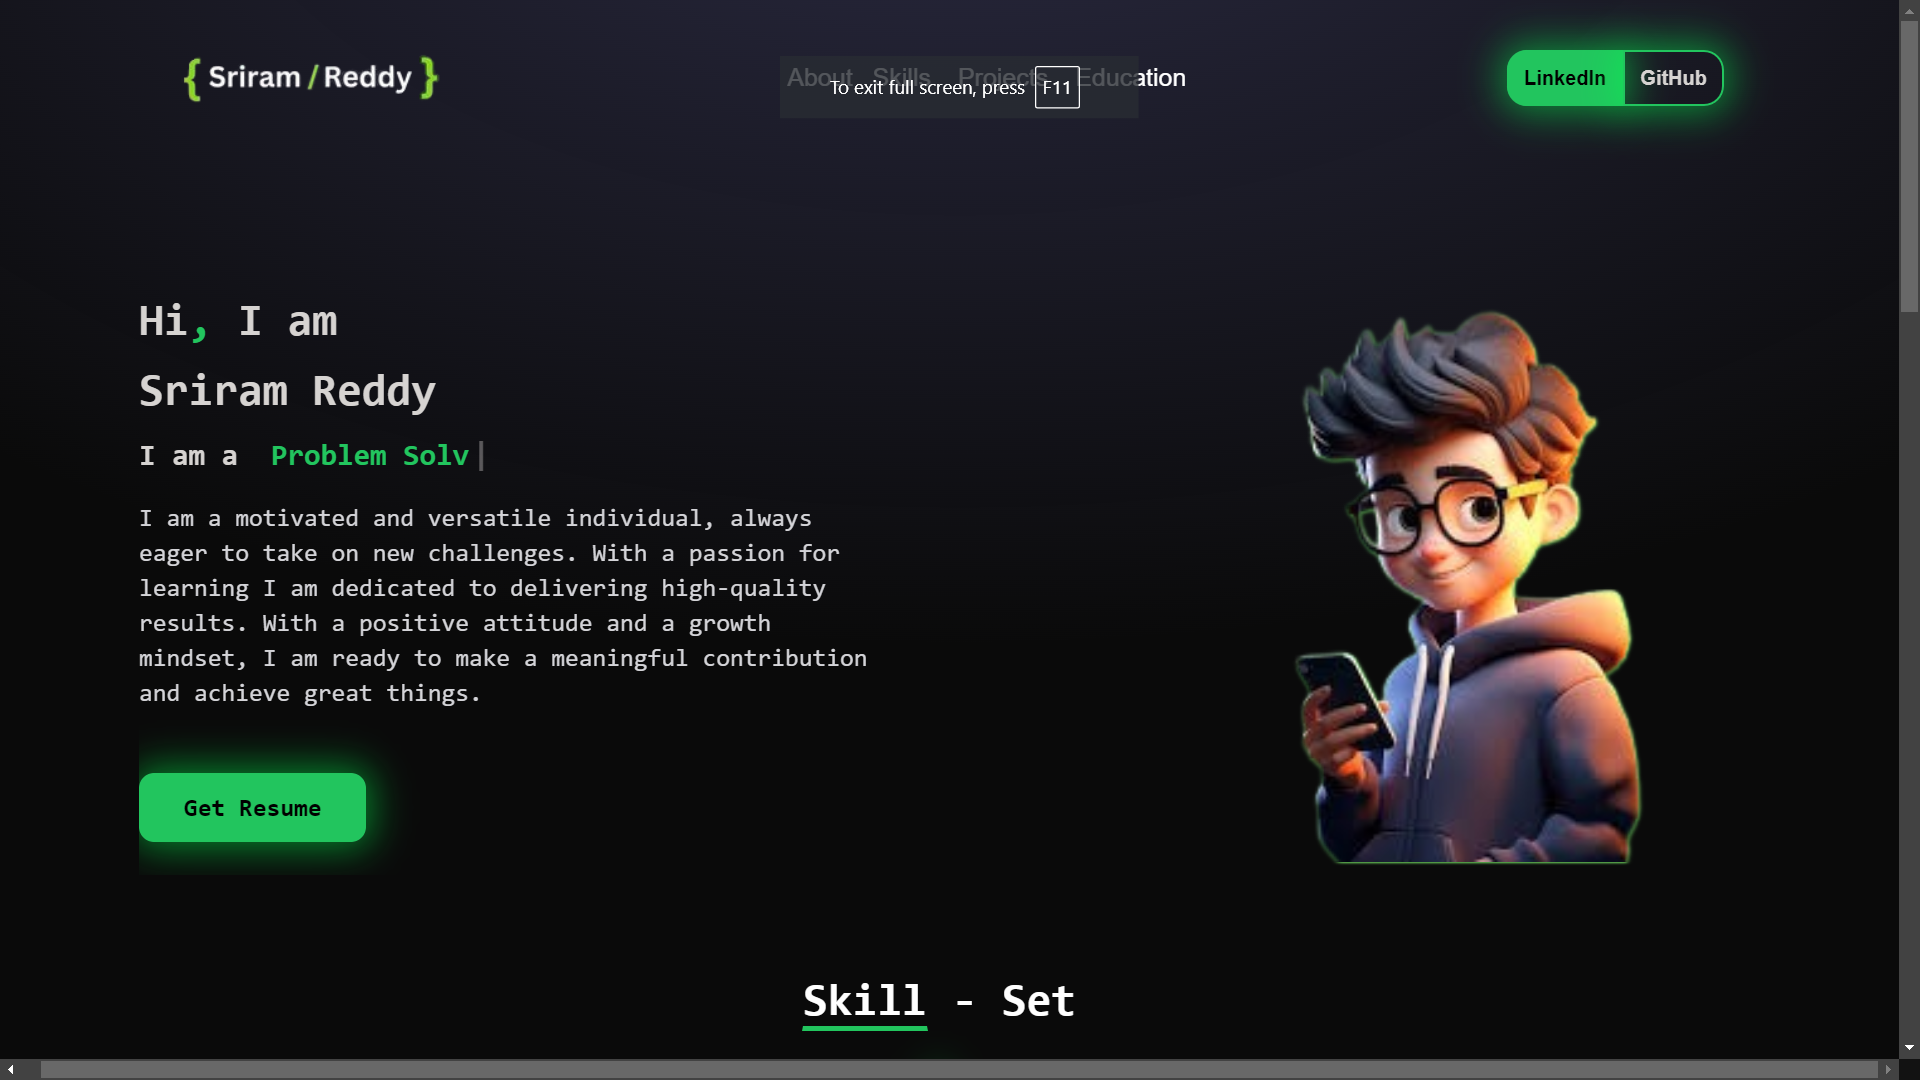 { Sriram / Reddy }
About Skills Projects Education
To exit full screen, press F11
LinkedIn GitHub
Hi, I am
Sriram Reddy
I am a Problem Solv
I am a motivated and versatile individual, always
eager to take on new challenges. With a passion for
learning I am dedicated to delivering high-quality
results. With a positive attitude and a growth
mindset, I am ready to make a meaningful contribution
and achieve great things.
Get Resume
Skill - Set